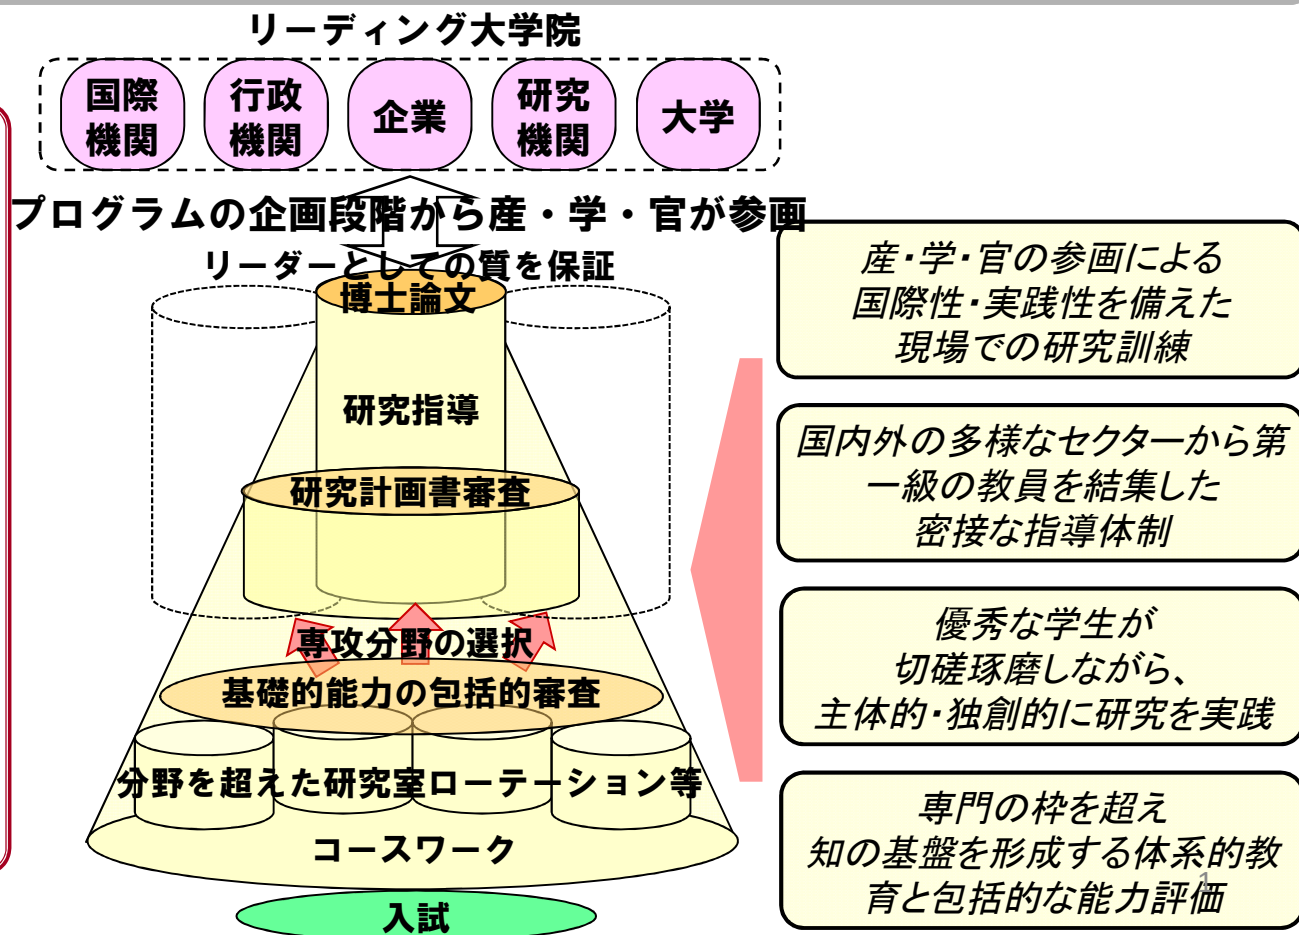 リーディング大学院
国際
機関
行政
機関
企業
研究
機関
大学
プログラムの企画段階から産・学・官が参画
リーダーとしての質を保証
博士論文
研究指導
研究計画書審査
専攻分野の選択
基礎的能力の包括的審査
分野を超えた研究室ローテーション等
コースワーク
入試
産・学・官の参画による
国際性・実践性を備えた
現場での研究訓練
国内外の多様なセクターから第
一級の教員を結集した
密接な指導体制
優秀な学生が
切磋琢磨しながら、
主体的・独創的に研究を実践
専門の枠を超え
知の基盤を形成する体系的教
育と包括的な能力評価
1